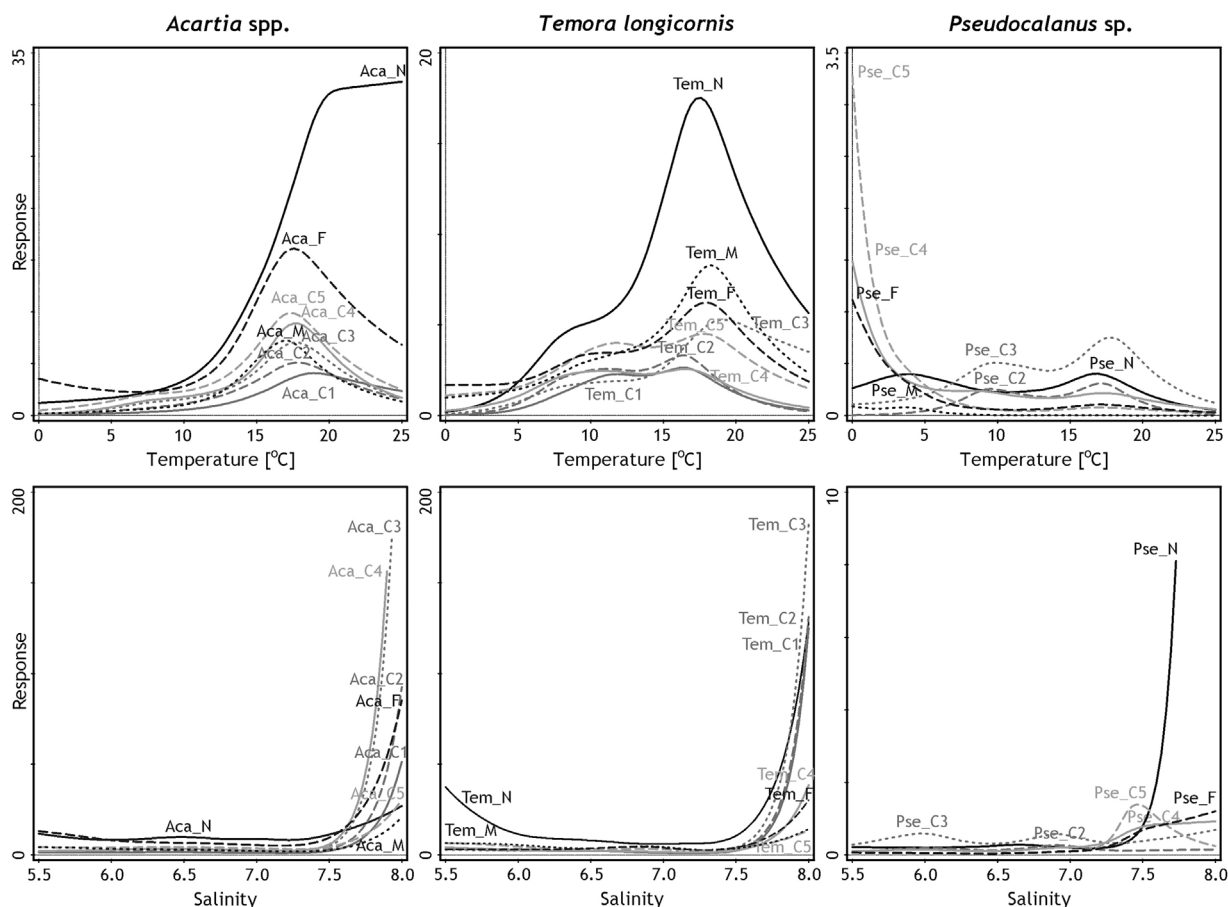 Acartia spp.
Temora longicornis
Pseudocalanus sp.
35
Response
0
Aca_N
Aca_F
Aca_C5
Aca_C4
Aca_M
Aca_C3
Aca_C2
Aca_C1
0 5 10 15 20 25
Temperature [°C]
20
0
Tem_N
Tem_M
Tem_F
Tem_C5
Tem_C3
Tem_C2
Tem_C4
Tem_C1
0 5 10 15 20 25
Temperature [°C]
3.5
0
Pse_C5
Pse_C4
Pse_F
Pse_C3
Pse_N
Pse_C2
Pse_M
0 5 10 15 20 25
Temperature [°C]
200
Response
0
Aca_C3
Aca_C4
Aca_C2
Aca_F
Aca_C1
Aca_C5
Aca_N
Aca_M
5.5 6.0 6.5 7.0 7.5 8.0
Salinity
200
0
Tem_C3
Tem_C2
Tem_C1
Tem_C4
Tem_F
Tem_N
Tem_M
Tem_C5
5.5 6.0 6.5 7.0 7.5 8.0
Salinity
10
0
Pse_N
Pse_C5
Pse_F
Pse_C4
Pse_C3
Pse_C2
5.5 6.0 6.5 7.0 7.5 8.0
Salinity